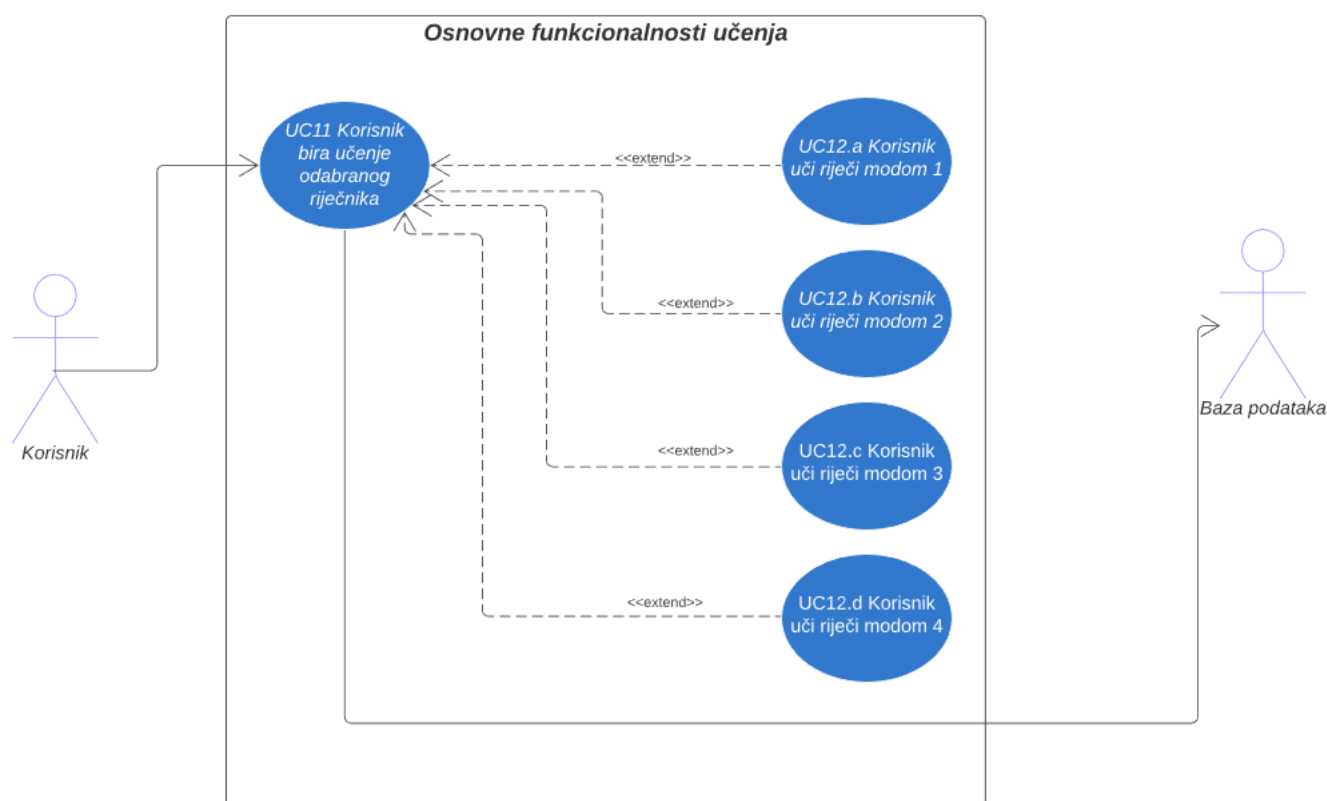 Osnovne funkcionalnosti učenja
UC11 Korisnik
bira učenje
odabranog
riječnika
<<extend>>
UC12.a Korisnik
uči riječi modom 1
<<extend>>
UC12.b Korisnik
uči riječi modom 2
<<extend>>
UC12.c Korisnik
uči riječi modom 3
<<extend>>
UC12.d Korisnik
uči riječi modom 4
Korisnik
Baza podataka